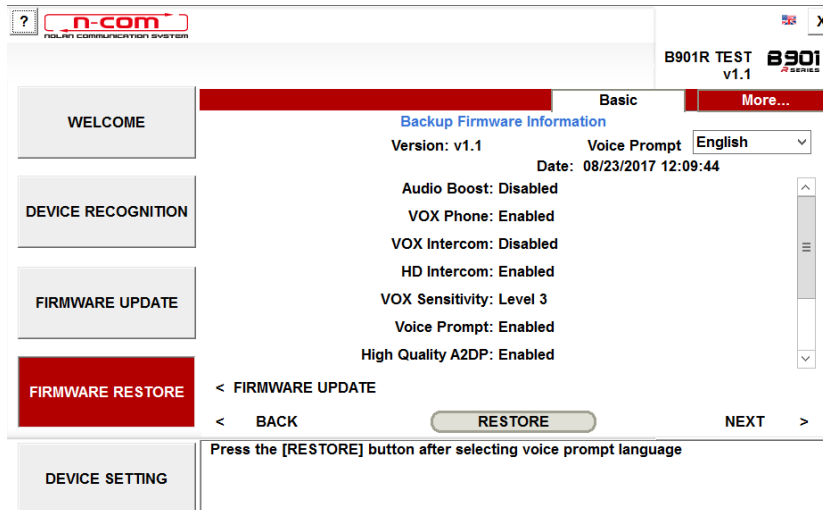 ?
n-com
NOLAN COMMUNICATION SYSTEM
X
B901R TEST
v1.1
B901
R SERIES
WELCOME
DEVICE RECOGNITION
FIRMWARE UPDATE
FIRMWARE RESTORE
DEVICE SETTING
Basic
More...
Backup Firmware Information
Version: v1.1
Voice Prompt English
Date: 08/23/2017 12:09:44
Audio Boost: Disabled
VOX Phone: Enabled
VOX Intercom: Disabled
HD Intercom: Enabled
VOX Sensitivity: Level 3
Voice Prompt: Enabled
High Quality A2DP: Enabled
< FIRMWARE UPDATE
< BACK
RESTORE
NEXT >
Press the [RESTORE] button after selecting voice prompt language